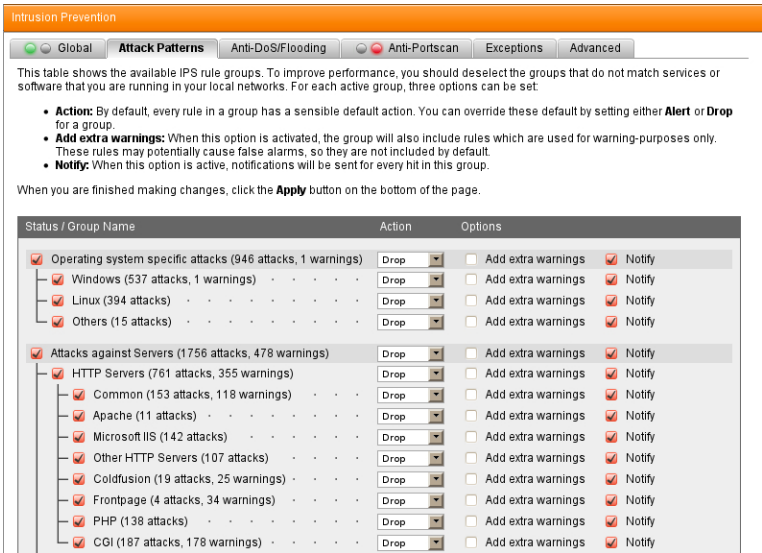 Intrusion Prevention
Global Attack Patterns Anti-DoS/Flooding Anti-Portscan Exceptions Advanced
This table shows the available IPS rule groups. To improve performance, you should deselect the groups that do not match services or
software that you are running in your local networks. For each active group, three options can be set:
• Action: By default, every rule in a group has a sensible default action. You can override these default by setting either Alert or Drop
for a group.
• Add extra warnings: When this option is activated, the group will also include rules which are used for warning-purposes only.
These rules may potentially cause false alarms, so they are not included by default.
• Notify: When this option is active, notifications will be sent for every hit in this group.
When you are finished making changes, click the Apply button on the bottom of the page.
Status / Group Name Action Options
Operating system specific attacks (946 attacks, 1 warnings) Drop Add extra warnings Notify
Windows (537 attacks, 1 warnings) Drop Add extra warnings Notify
Linux (394 attacks) Drop Add extra warnings Notify
Others (15 attacks) Drop Add extra warnings Notify
Attacks against Servers (1756 attacks, 478 warnings) Drop Add extra warnings Notify
HTTP Servers (761 attacks, 355 warnings) Drop Add extra warnings Notify
Common (153 attacks, 118 warnings) Drop Add extra warnings Notify
Apache (11 attacks) Drop Add extra warnings Notify
Microsoft IIS (142 attacks) Drop Add extra warnings Notify
Other HTTP Servers (107 attacks) Drop Add extra warnings Notify
Coldfusion (19 attacks, 25 warnings) Drop Add extra warnings Notify
Frontpage (4 attacks, 34 warnings) Drop Add extra warnings Notify
PHP (138 attacks) Drop Add extra warnings Notify
CGI (187 attacks, 178 warnings) Drop Add extra warnings Notify